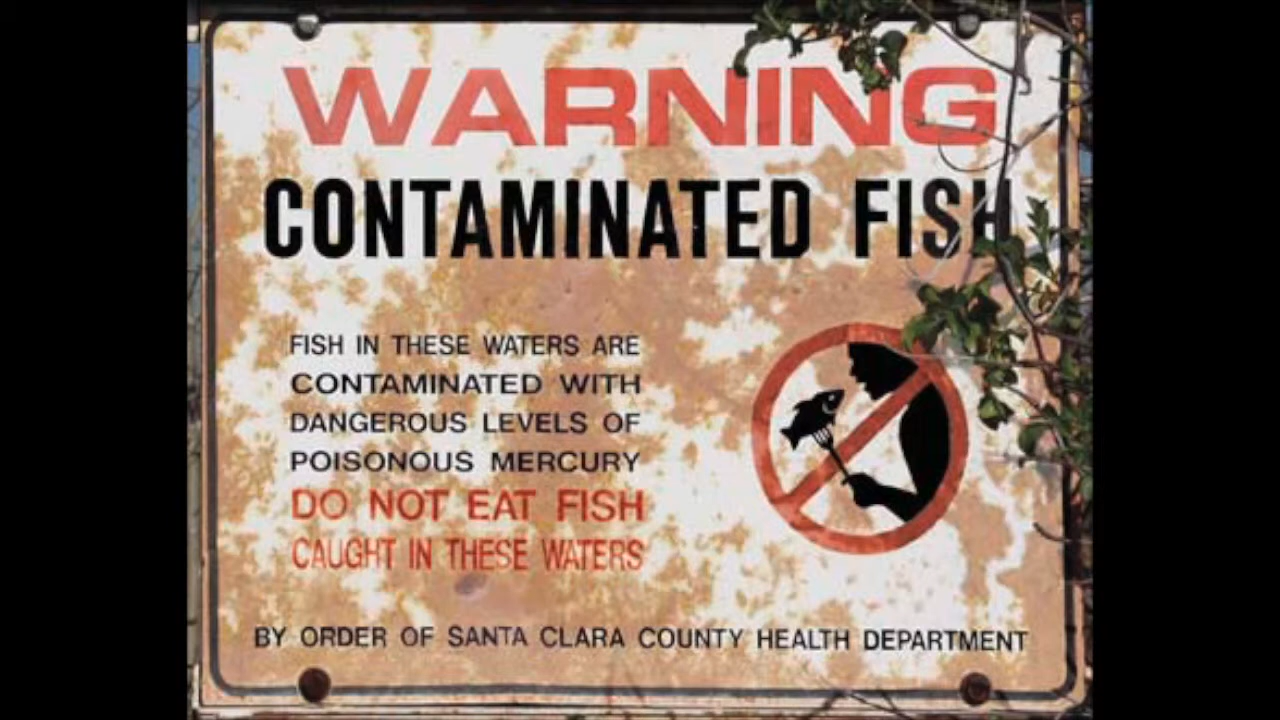 WARNING
CONTAMINATED FISH
FISH IN THESE WATERS ARE
CONTAMINATED WITH
DANGEROUS LEVELS OF
POISONOUS MERCURY
DO NOT EAT FISH
CAUGHT IN THESE WATERS
BY ORDER OF SANTA CLARA COUNTY HEALTH DEPARTMENT